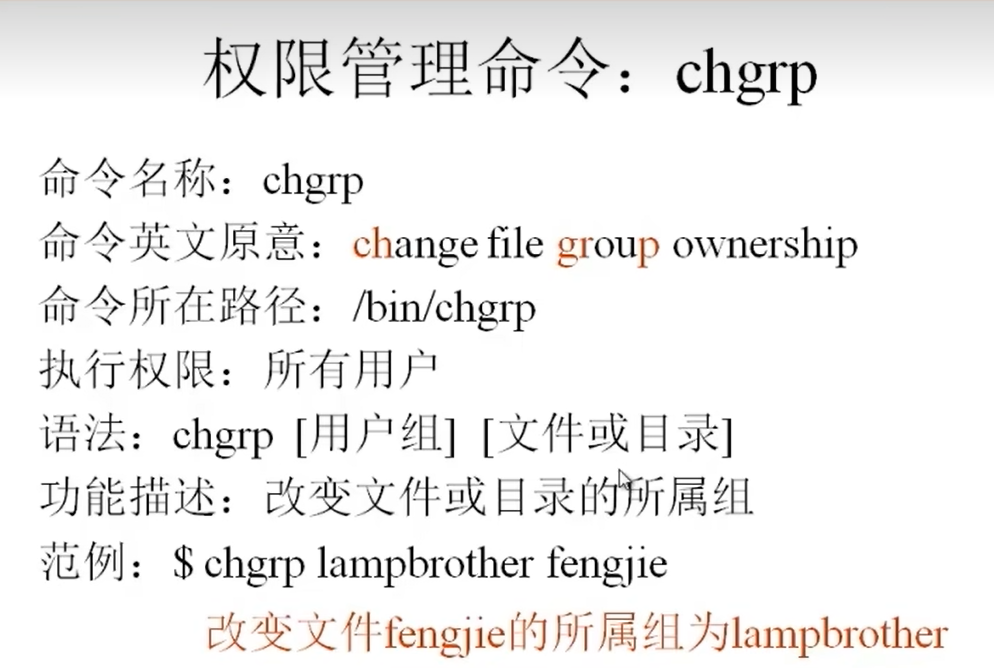 权限管理命令：chgrp
命令名称：chgrp
命令英文原意：change file group ownership
命令所在路径：/bin/chgrp
执行权限：所有用户
语法：chgrp [用户组] [文件或目录]
功能描述：改变文件或目录的所属组
范例：$ chgrp lampbrother fengjie
改变文件fengjie的所属组为lampbrother